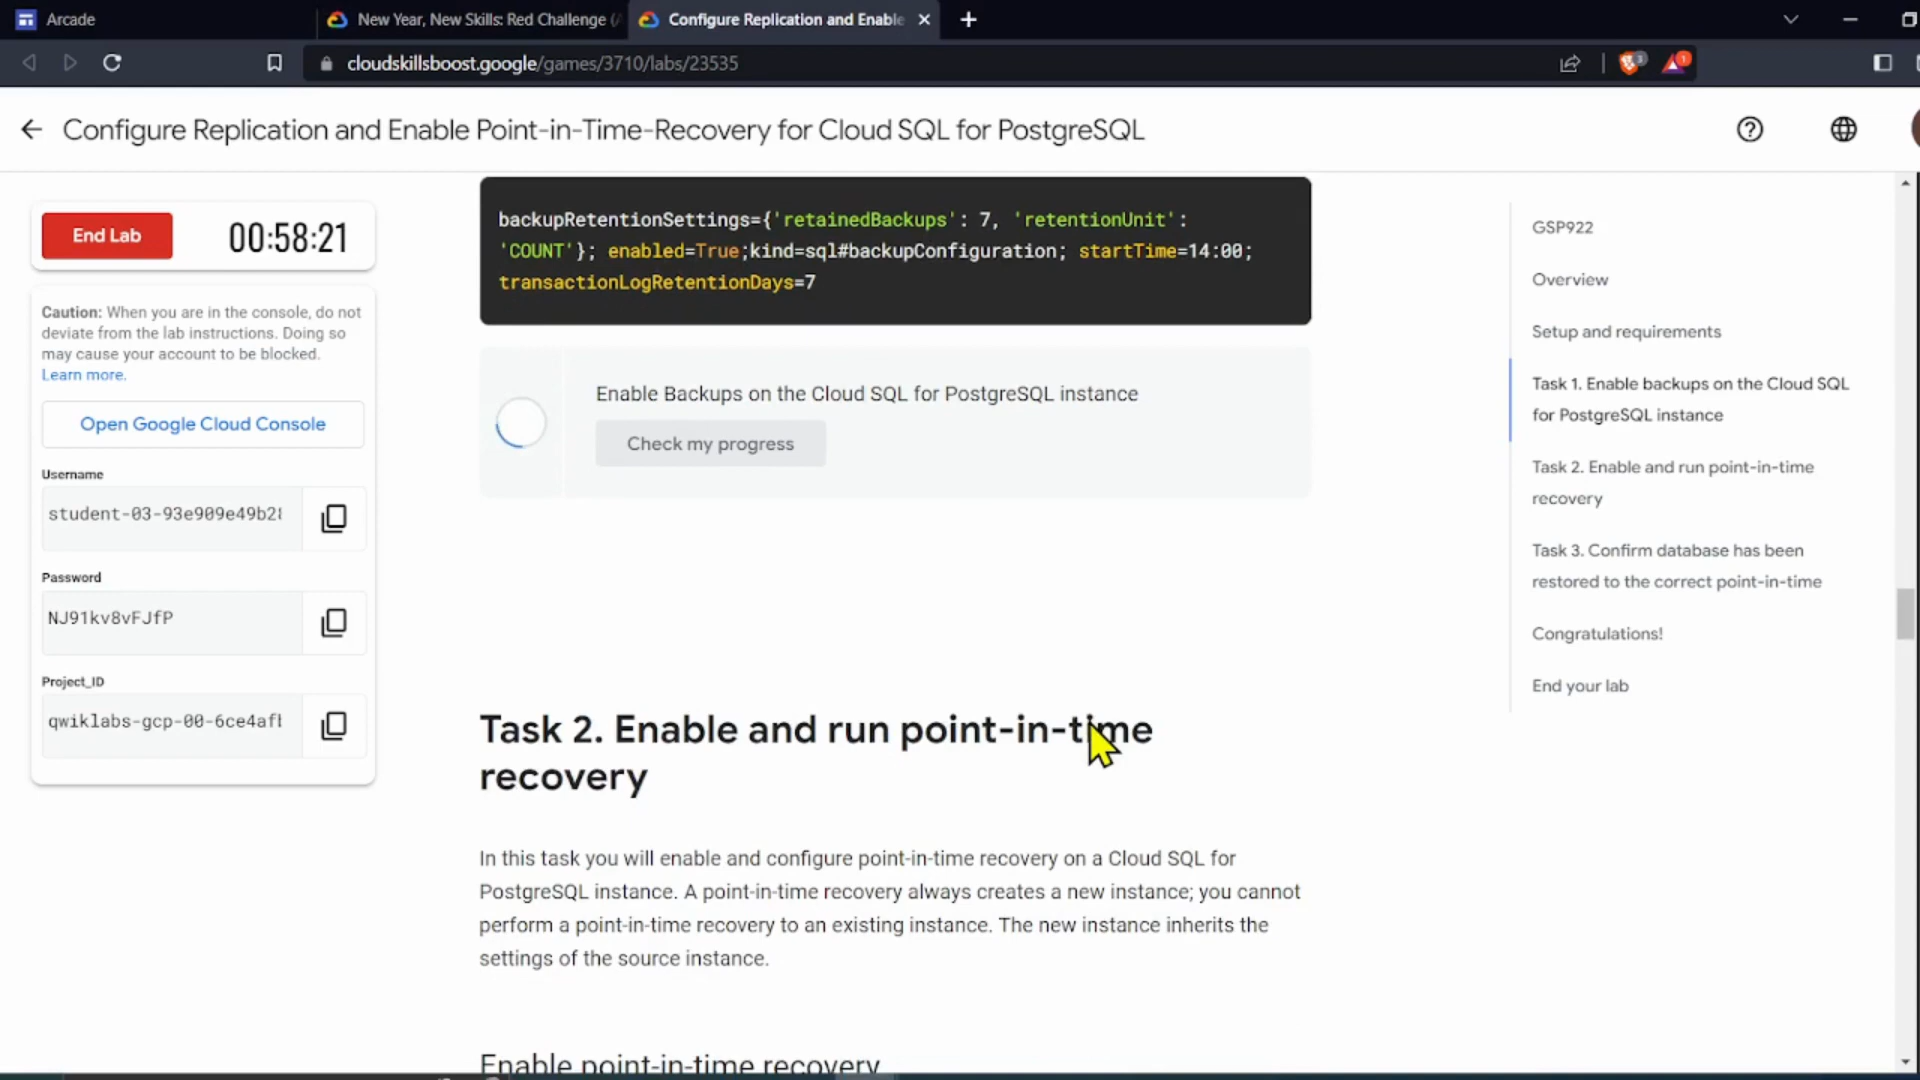 Arcade
New Year, New Skills: Red Challenge (
Configure Replication and Enable
cloudskillsboost.google/games/3710/labs/23535
3
1
Configure Replication and Enable Point-in-Time-Recovery for Cloud SQL for PostgreSQL
End Lab
00:58:21
Caution: When you are in the console, do not
deviate from the lab instructions. Doing so
may cause your account to be blocked.
Learn more.
Open Google Cloud Console
Username
student-03-93e909e49b2
Password
NJ91kv8vFJfP
Project_ID
qwiklabs-gcp-00-6ce4af
backupRetentionSettings={'retainedBackups': 7, 'retentionUnit':
'COUNT'}; enabled=True;kind=sql#backupConfiguration; startTime=14:00;
transactionLogRetentionDays=7
Enable Backups on the Cloud SQL for PostgreSQL instance
Check my progress
Task 2. Enable and run point-in-time
recovery
In this task you will enable and configure point-in-time recovery on a Cloud SQL for
PostgreSQL instance. A point-in-time recovery always creates a new instance; you cannot
perform a point-in-time recovery to an existing instance. The new instance inherits the
settings of the source instance.
Enable point-in-time recovery
GSP922
Overview
Setup and requirements
Task 1. Enable backups on the Cloud SQL
for PostgreSQL instance
Task 2. Enable and run point-in-time
recovery
Task 3. Confirm database has been
restored to the correct point-in-time
Congratulations!
End your lab